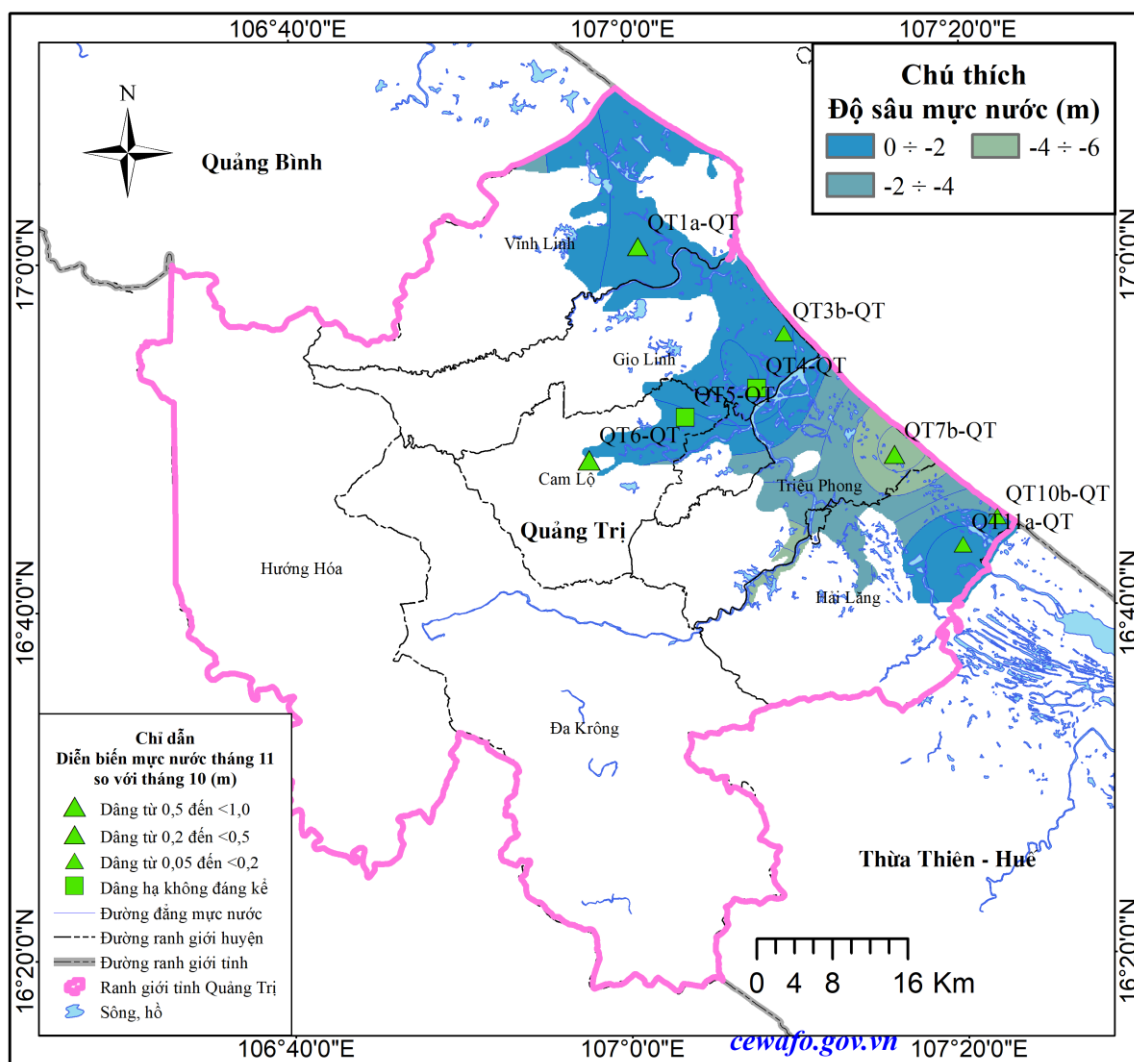 106°40'0"E
107°0'0"E
107°20'0"E
N
Quảng Bình
Chú thích
Độ sâu mực nước (m)
0 ÷ -2
-4 ÷ -6
-2 ÷ -4
17°0'0"N
17°0'0"N
Vĩnh Linh
QT1a-QT
QT3b-QT
Gio Linh
QT4-QT
QT5-QT
QT6-QT
QT7b-QT
Cam Lộ
Triệu Phong
QT10b-QT
QT11a-QT
Quảng Trị
Hướng Hóa
Hải Lăng
16°40'0"N
16°40'0"N
Đa Krông
Thừa Thiên - Huế
Chỉ dẫn
Diễn biến mực nước tháng 11
so với tháng 10 (m)
Dâng từ 0,5 đến <1,0
Dâng từ 0,2 đến <0,5
Dâng từ 0,05 đến <0,2
Dâng hạ không đáng kể
Đường đẳng mực nước
Đường ranh giới huyện
Đường ranh giới tỉnh
Ranh giới tỉnh Quảng Trị
Sông, hồ
16°20'0"N
16°20'0"N
0 4 8 16 Km
cewafo.gov.vn
106°40'0"E
107°0'0"E
107°20'0"E